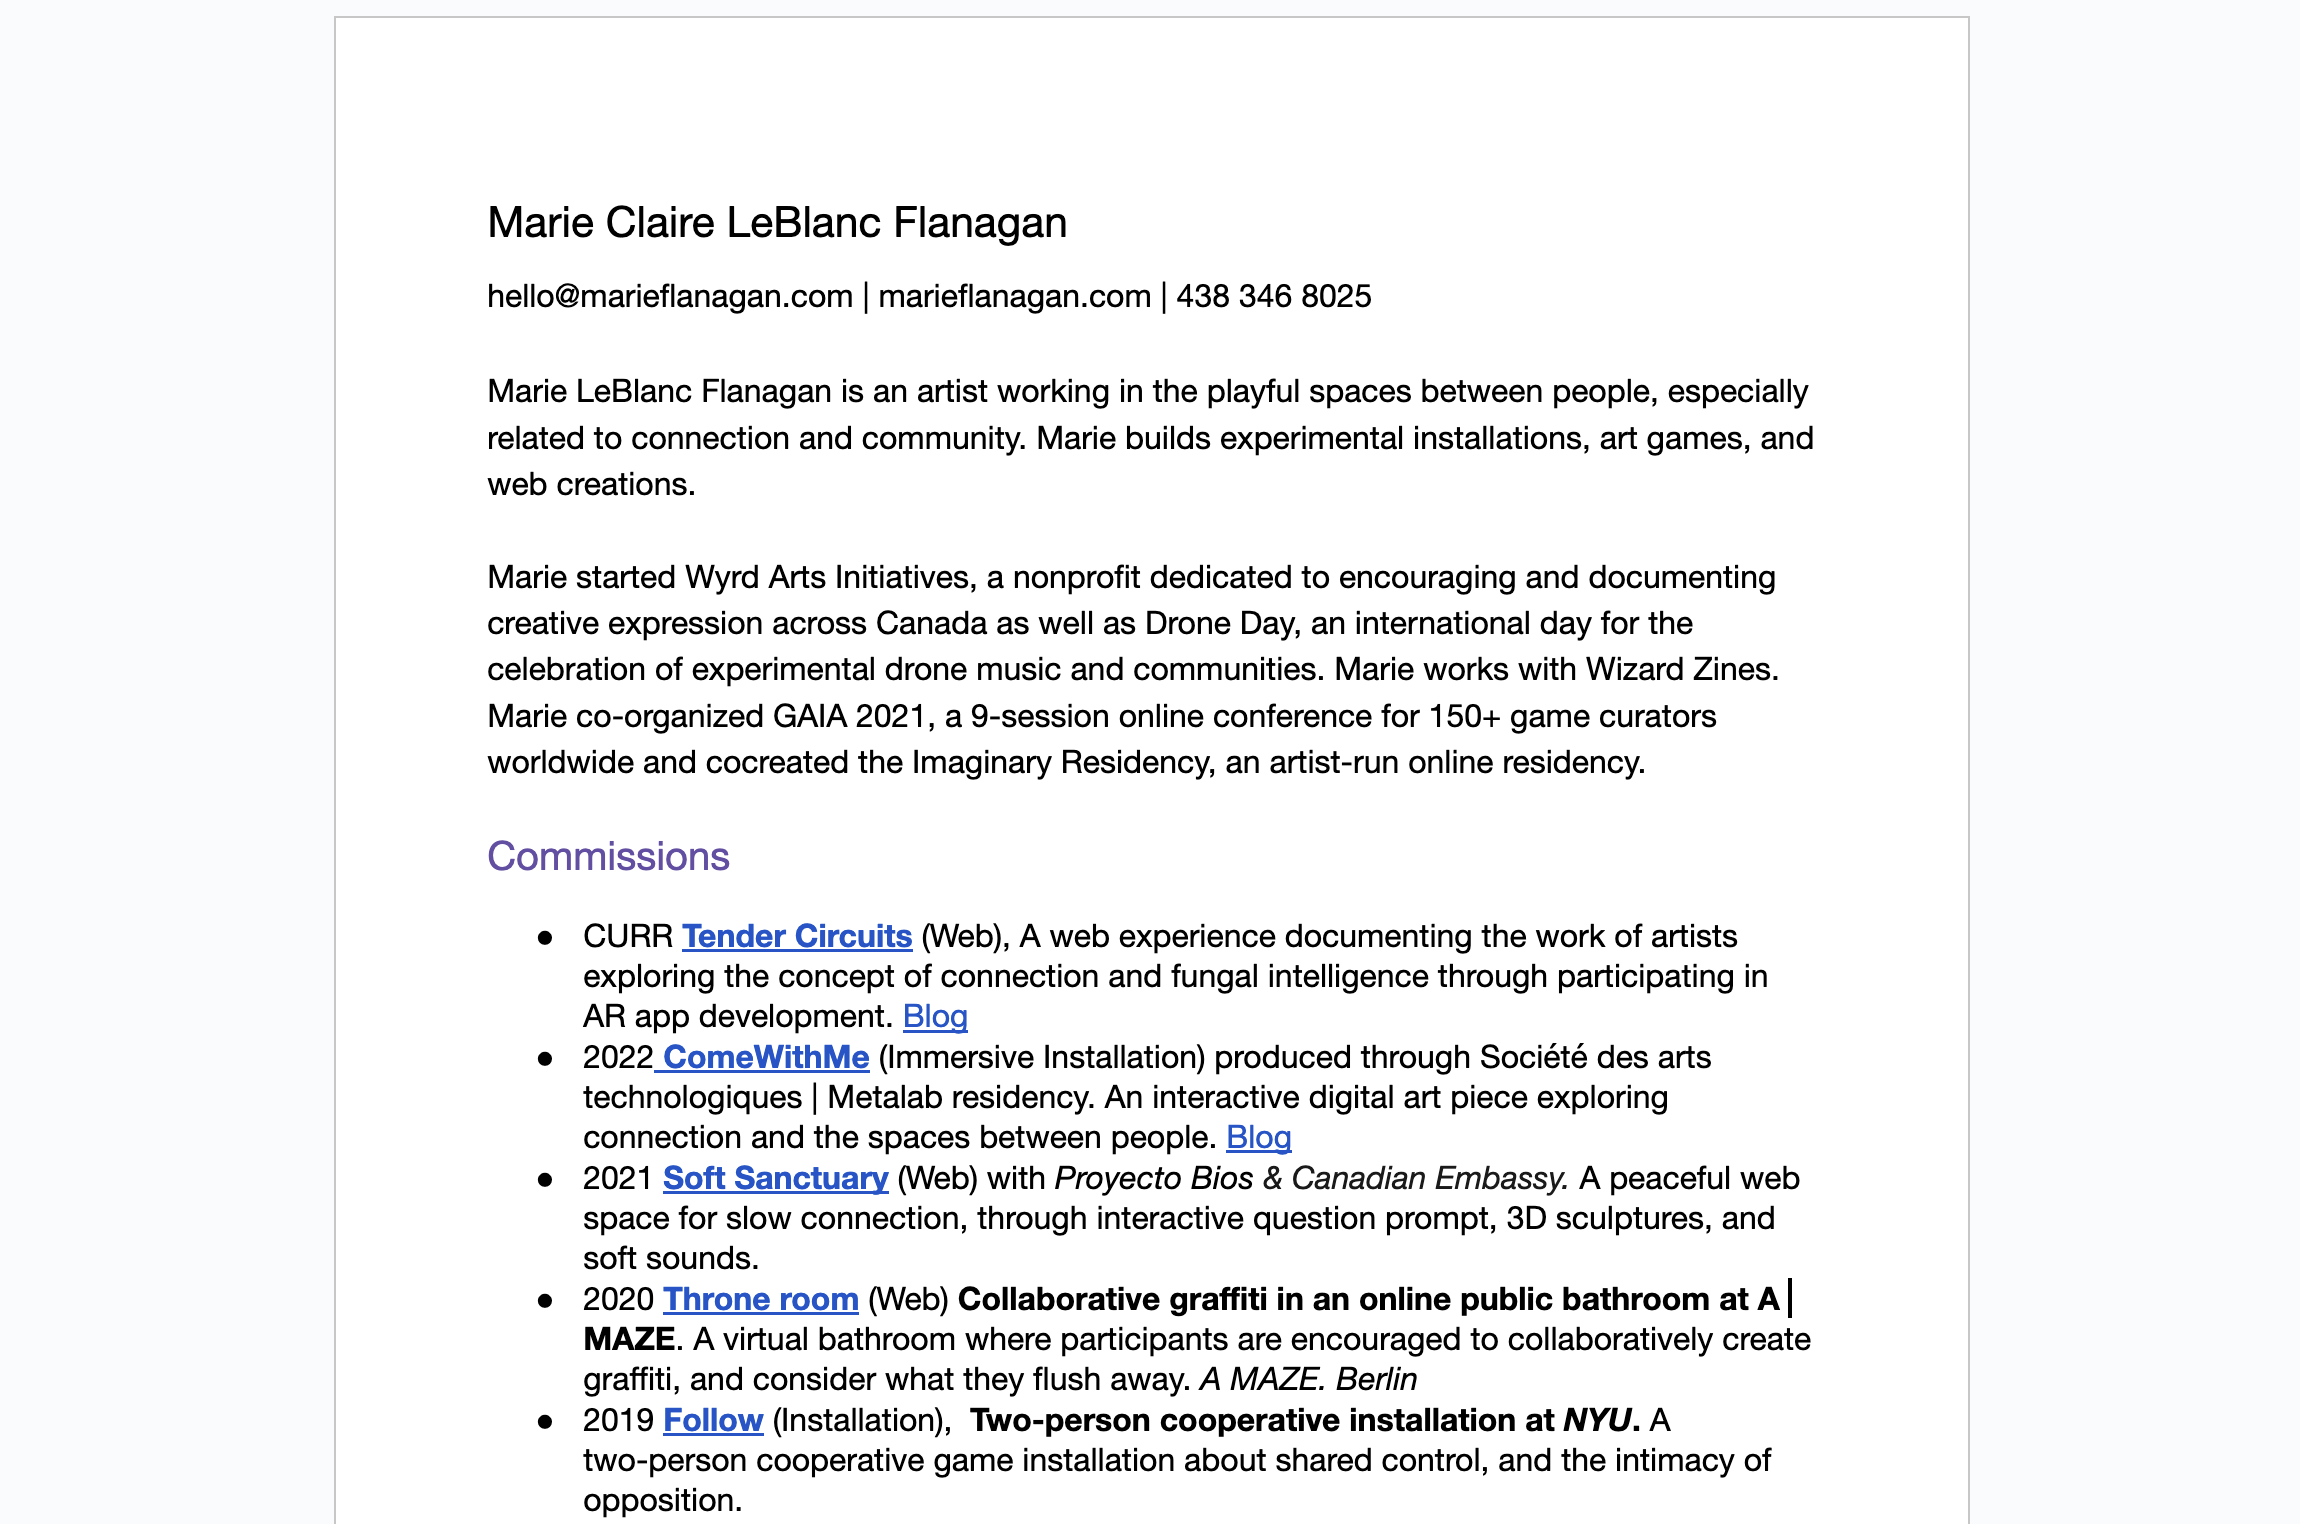 Marie Claire LeBlanc Flanagan
hello@marieflanagan.com | marieflanagan.com | 438 346 8025
Marie LeBlanc Flanagan is an artist working in the playful spaces between people, especially
related to connection and community. Marie builds experimental installations, art games, and
web creations.
Marie started Wyrd Arts Initiatives, a nonprofit dedicated to encouraging and documenting
creative expression across Canada as well as Drone Day, an international day for the
celebration of experimental drone music and communities. Marie works with Wizard Zines.
Marie co-organized GAIA 2021, a 9-session online conference for 150+ game curators
worldwide and cocreated the Imaginary Residency, an artist-run online residency.
Commissions
● CURR Tender Circuits (Web), A web experience documenting the work of artists
exploring the concept of connection and fungal intelligence through participating in
AR app development. Blog
● 2022 ComeWithMe (Immersive Installation) produced through Société des arts
technologiques | Metalab residency. An interactive digital art piece exploring
connection and the spaces between people. Blog
● 2021 Soft Sanctuary (Web) with Proyecto Bios & Canadian Embassy. A peaceful web
space for slow connection, through interactive question prompt, 3D sculptures, and
soft sounds.
● 2020 Throne room (Web) Collaborative graffiti in an online public bathroom at A
MAZE. A virtual bathroom where participants are encouraged to collaboratively create
graffiti, and consider what they flush away. A MAZE. Berlin
● 2019 Follow (Installation), Two-person cooperative installation at NYU. A
two-person cooperative game installation about shared control, and the intimacy of
opposition.